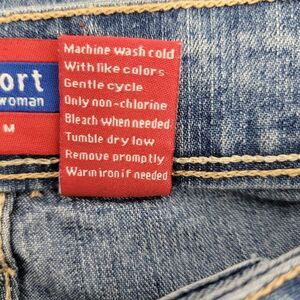 ort
woman
M
Machine wash cold
With like colors
Gentle cycle
Only non-chlorine
Bleach when needed
Tumble dry low
Remove promptly
Warm iron if needed